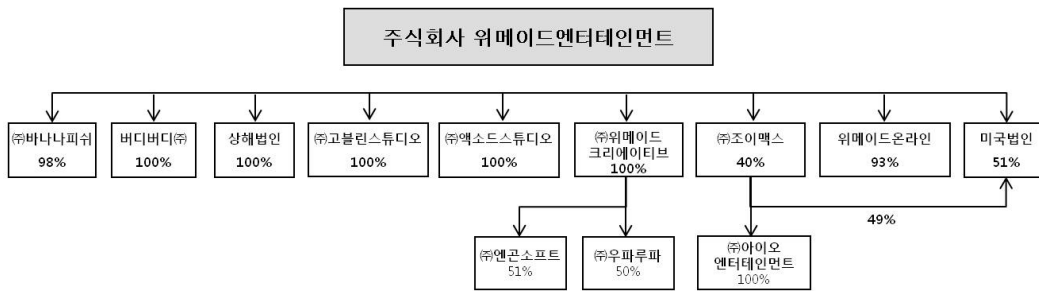 주식회사 위메이드엔터테인먼트
㈜바나나피쉬
98%
버디버디㈜
100%
상해법인
100%
㈜고블린스튜디오
100%
㈜액소드스튜디오
100%
㈜위메이드
크리에이티브
100%
㈜조이맥스
40%
위메이드온라인
93%
미국법인
51%
49%
㈜엔곤소프트
51%
㈜우파루파
50%
㈜아이오
엔터테인먼트
100%